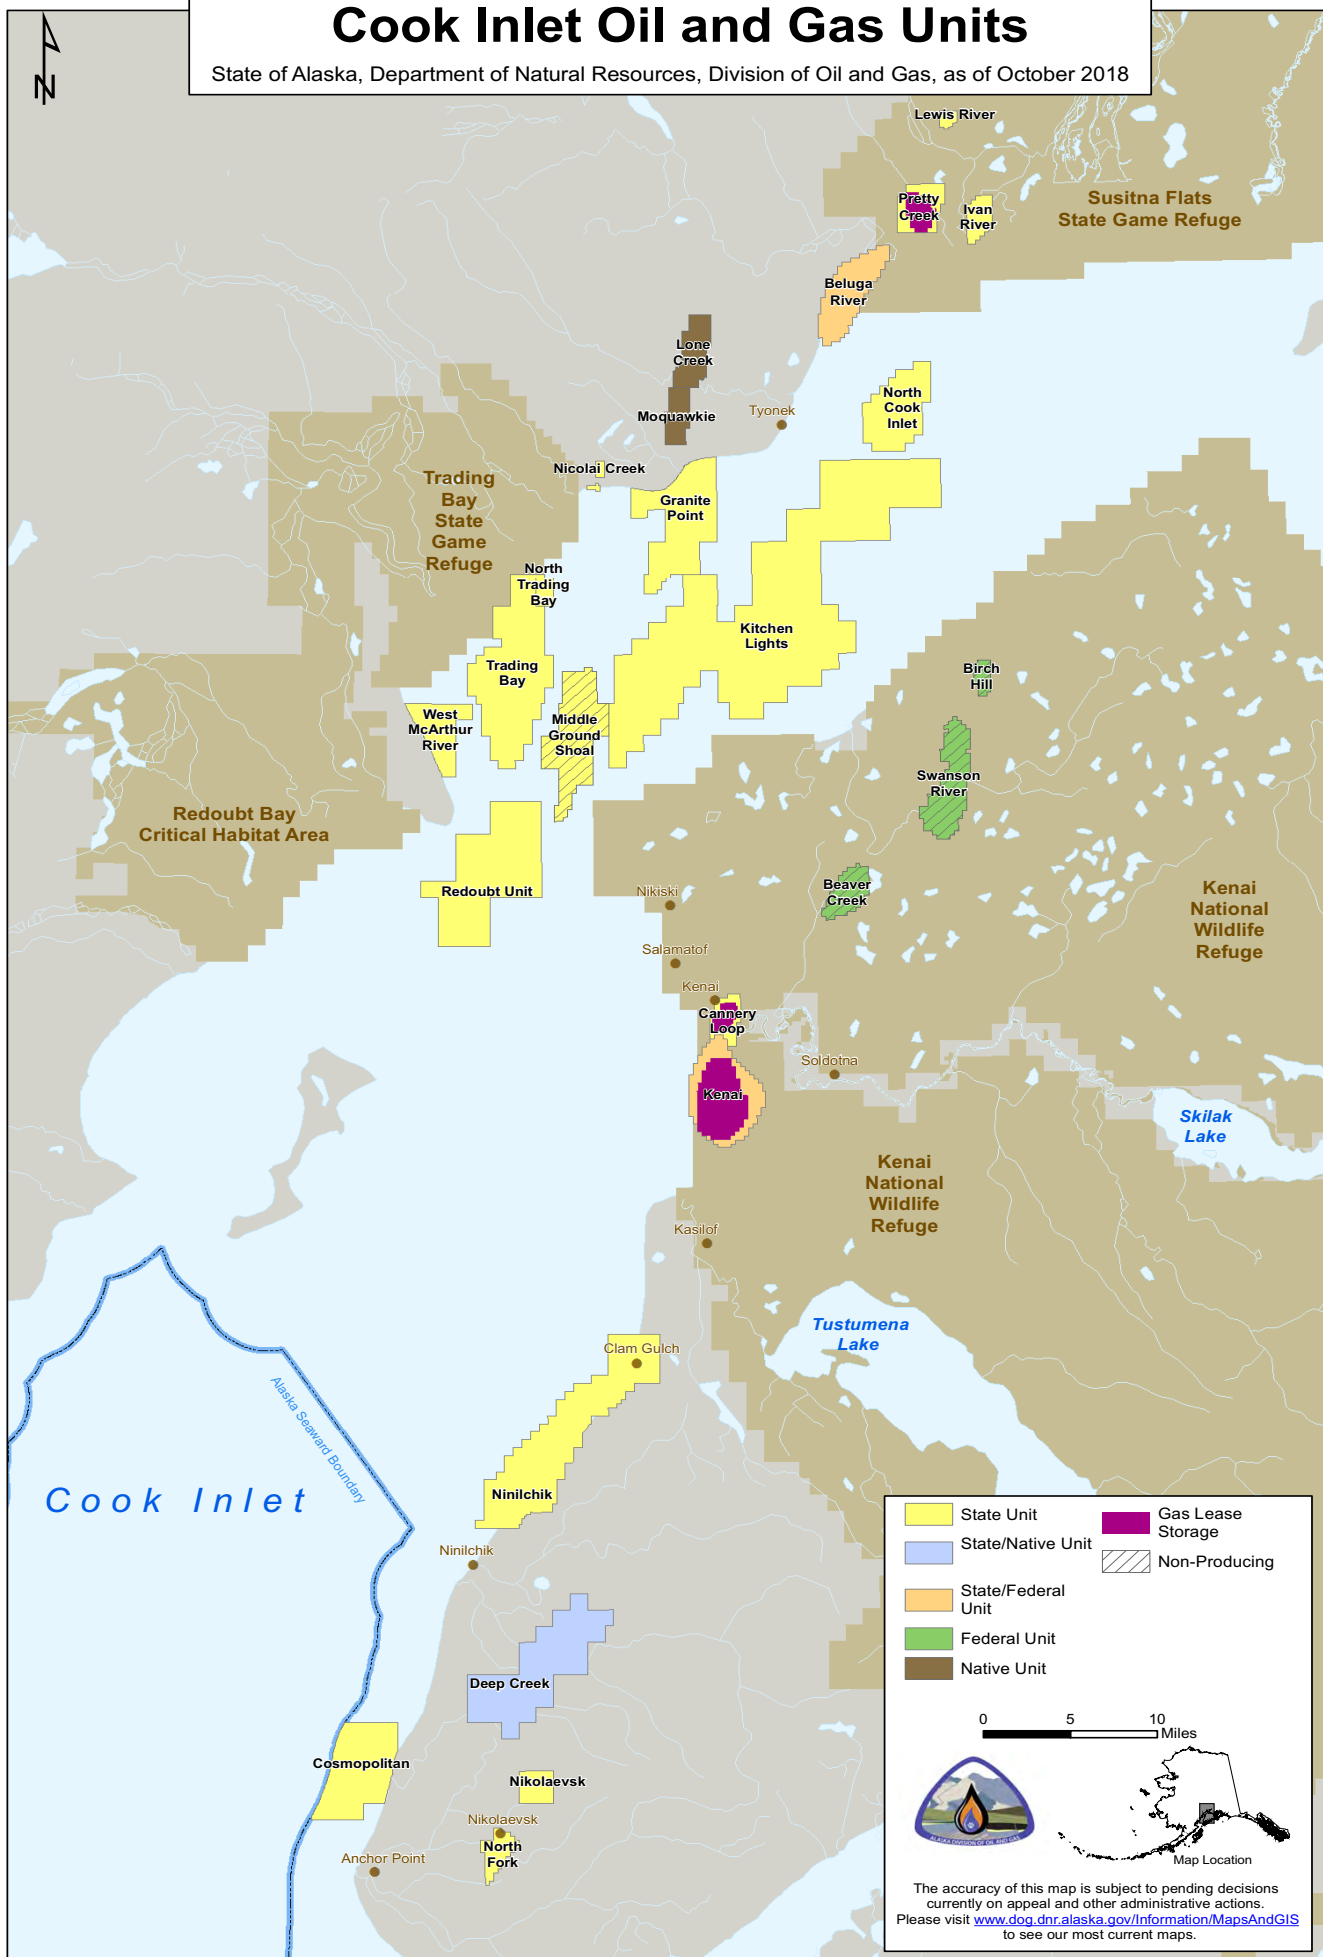 Cook Inlet Oil and Gas Units
State of Alaska, Department of Natural Resources, Division of Oil and Gas, as of October 2018
N
Lewis River
Pretty
Creek
Ivan
River
Susitna Flats
State Game Refuge
Beluga
River
Lone
Creek
Moquawkie
Tyonek
North
Cook
Inlet
Nicolai Creek
Trading
Bay
State
Game
Refuge
Granite
Point
North
Trading
Bay
Kitchen
Lights
Trading
Bay
Birch
Hill
West
McArthur
River
Middle
Ground
Shoal
Swanson
River
Redoubt Bay
Critical Habitat Area
Redoubt Unit
Nikiski
Beaver
Creek
Kenai
National
Wildlife
Refuge
Salamatof
Kenai
Cannery
Loop
Soldotna
Kenai
Skilak
Lake
Kenai
National
Wildlife
Refuge
Kasilof
Tustumena
Lake
Clam Gulch
Alaska Seaward Boundary
Cook Inlet
Ninilchik
Ninilchik
Deep Creek
Cosmopolitan
Nikolaevsk
Nikolaevsk
North
Fork
Anchor Point
State Unit
State/Native Unit
State/Federal
Unit
Federal Unit
Native Unit
Gas Lease
Storage
Non-Producing
0 5 10
Miles
ALASKA DIVISION OF OIL AND GAS
Map Location
The accuracy of this map is subject to pending decisions
currently on appeal and other administrative actions.
Please visit www.dog.dnr.alaska.gov/Information/MapsAndGIS
to see our most current maps.